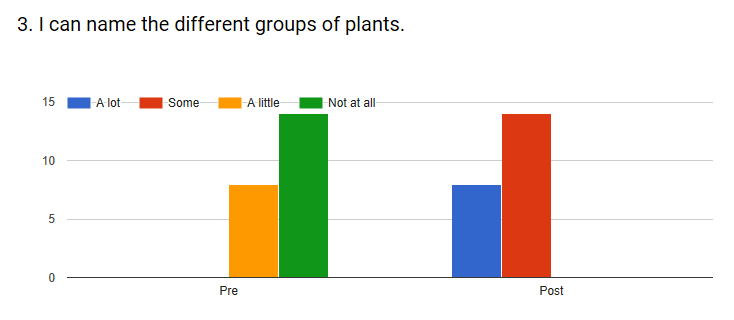 3. I can name the different groups of plants.
15
A lot Some A little Not at all
10
5
0
Pre Post